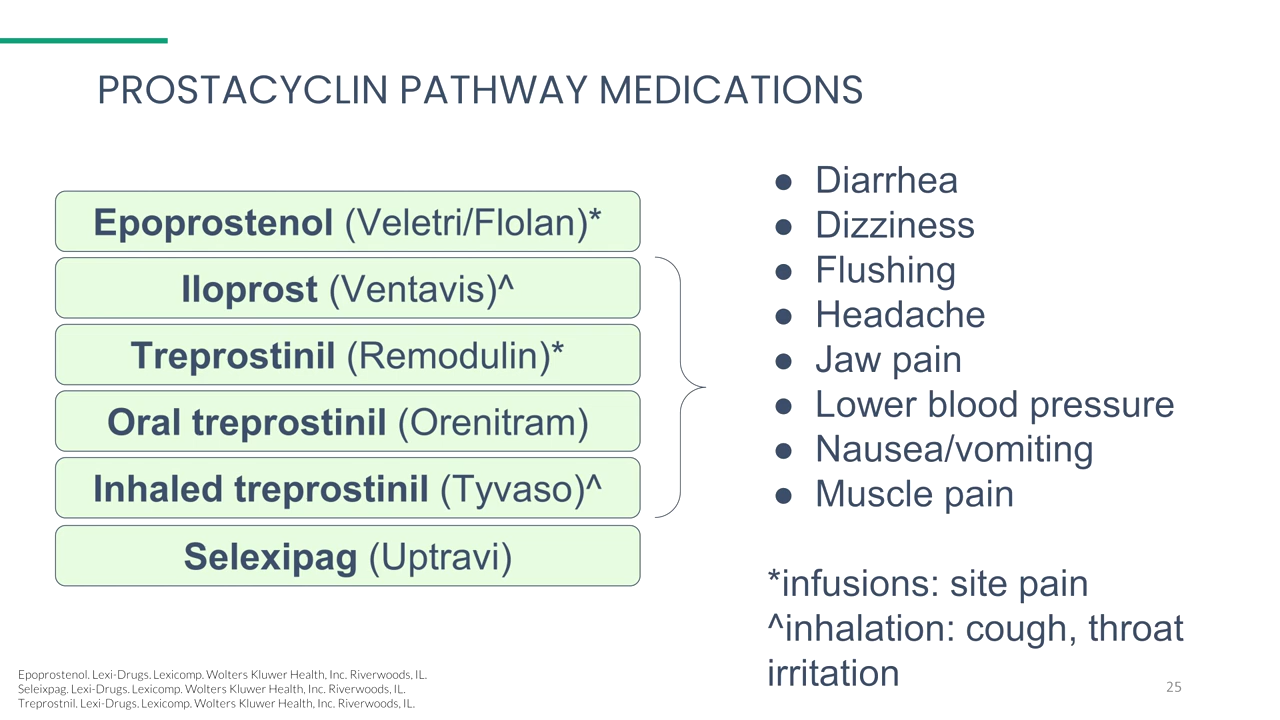 PROSTACYCLIN PATHWAY MEDICATIONS
Epoprostenol (Veletri/Flolan)*
Iloprost (Ventavis)^
Treprostinil (Remodulin)*
Oral treprostinil (Orenitram)
Inhaled treprostinil (Tyvaso)^
Selexipag (Uptravi)
● Diarrhea
● Dizziness
● Flushing
● Headache
● Jaw pain
● Lower blood pressure
● Nausea/vomiting
● Muscle pain
*infusions: site pain
^inhalation: cough, throat
irritation
Epoprostenol. Lexi-Drugs. Lexicomp. Wolters Kluwer Health, Inc. Riverwoods, IL.
Seleixpag. Lexi-Drugs. Lexicomp. Wolters Kluwer Health, Inc. Riverwoods, IL.
Treprostnil. Lexi-Drugs. Lexicomp. Wolters Kluwer Health, Inc. Riverwoods, IL.
25